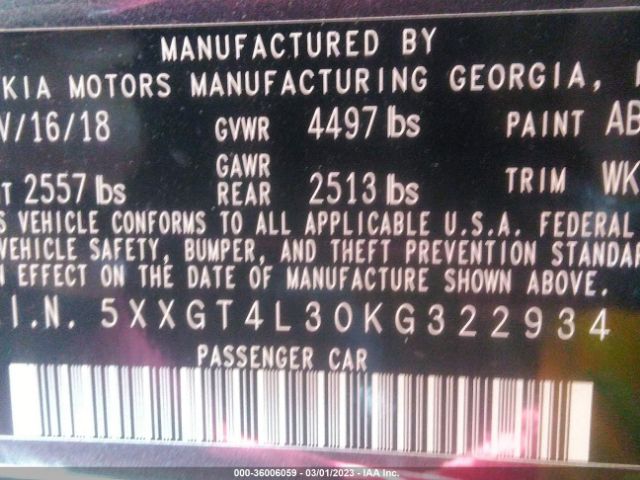 MANUFACTURED BY
KIA MOTORS MANUFACTURING GEORGIA,
V/16/18 GVWR 4497 lbs PAINT AB
T 2557 lbs GAWR REAR 2513 lbs TRIM WK
S VEHICLE CONFORMS TO ALL APPLICABLE U.S.A. FEDERAL
VEHICLE SAFETY, BUMPER, AND THEFT PREVENTION STANDAR
N EFFECT ON THE DATE OF MANUFACTURE SHOWN ABOVE.
.I.N. 5XXGT4L30KG322934
PASSENGER CAR
000-36006059 - 03/01/2023 - IAA Inc.